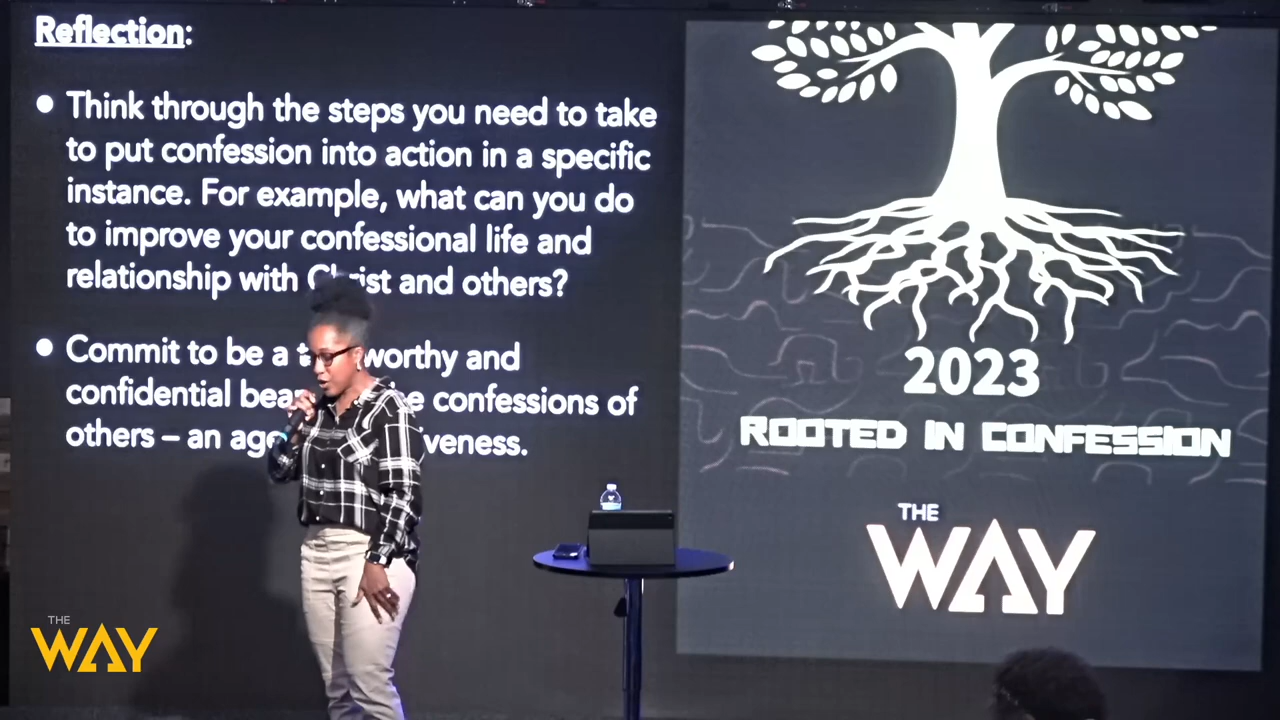 Reflection:
• Think through the steps you need to take
to put confession into action in a specific
instance. For example, what can you do
to improve your confessional life and
relationship with Christ and others?
• Commit to be a worthy and
confidential confessions of
others – an
2023
ROOTED IN CONFESSION
THE
WAY
THE
WAY